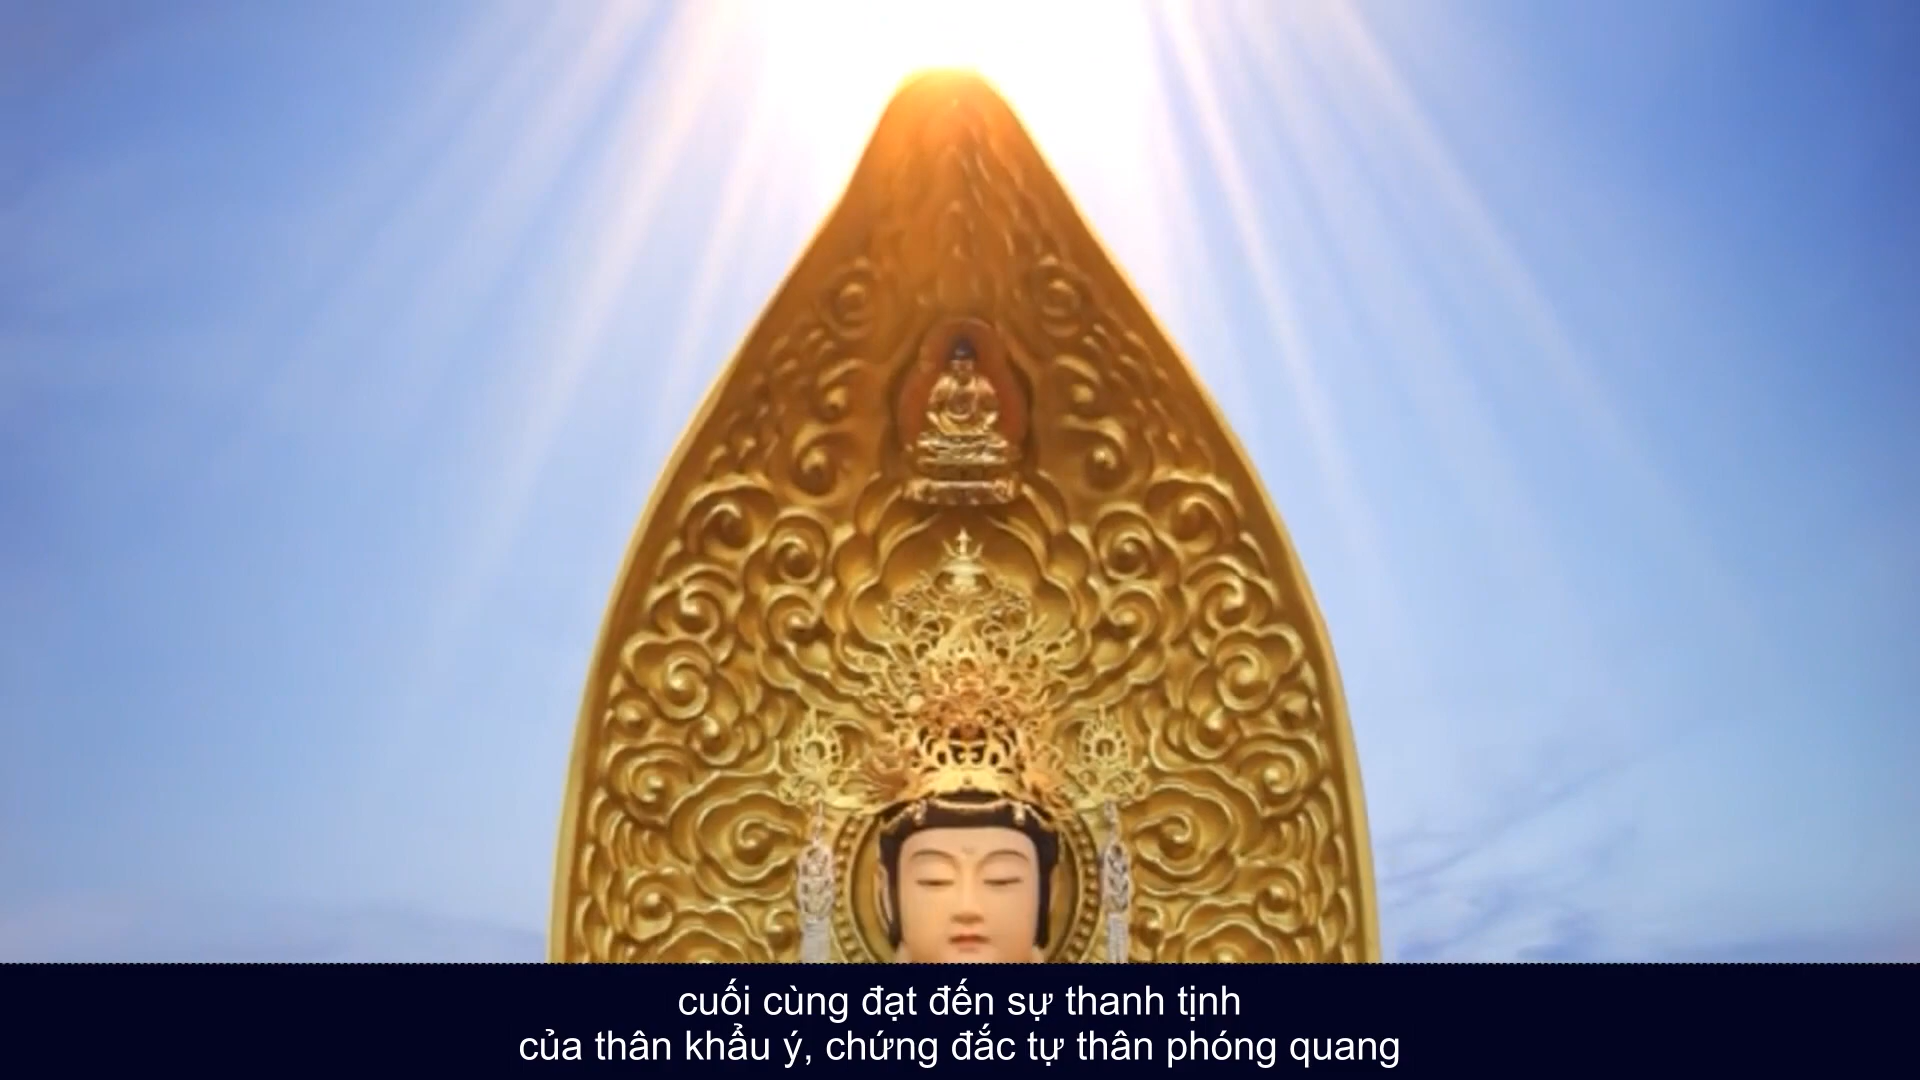 cuối cùng đạt đến sự thanh tịnh
của thân khẩu ý, chứng đắc tự thân phóng quang